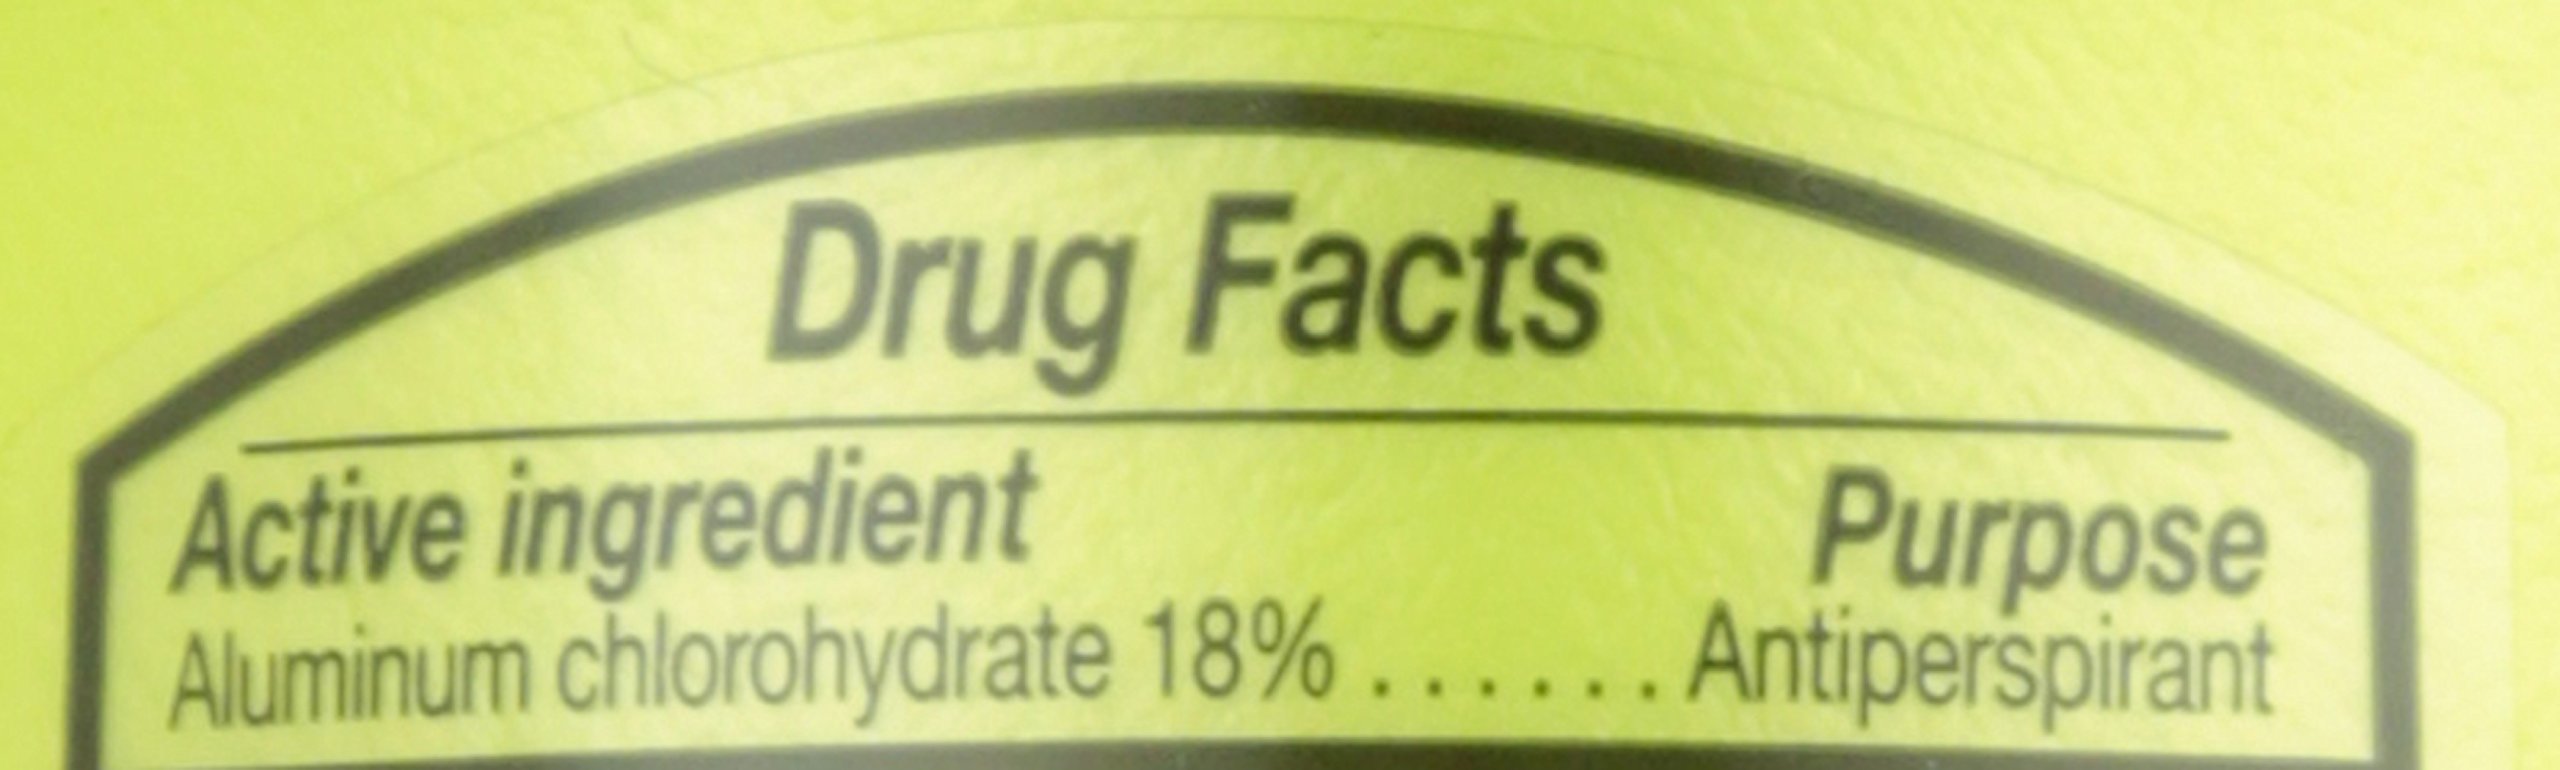 Drug Facts
Active ingredient Purpose
Aluminum chlorohydrate 18% ...... Antiperspirant